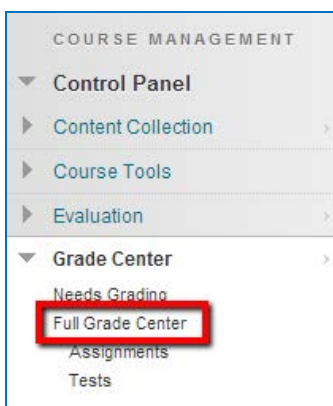 COURSE MANAGEMENT
Control Panel
Content Collection
Course Tools
Evaluation
Grade Center
Needs Grading
Full Grade Center
Assignments
Tests